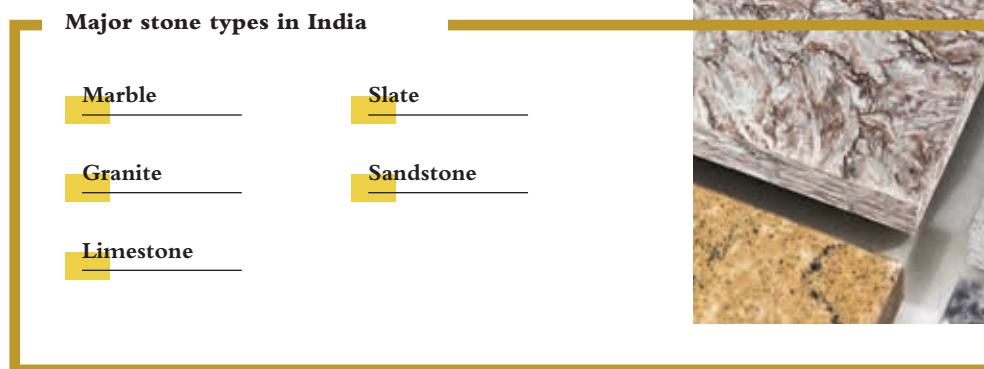 Major stone types in India
Marble
Granite
Limestone
Slate
Sandstone